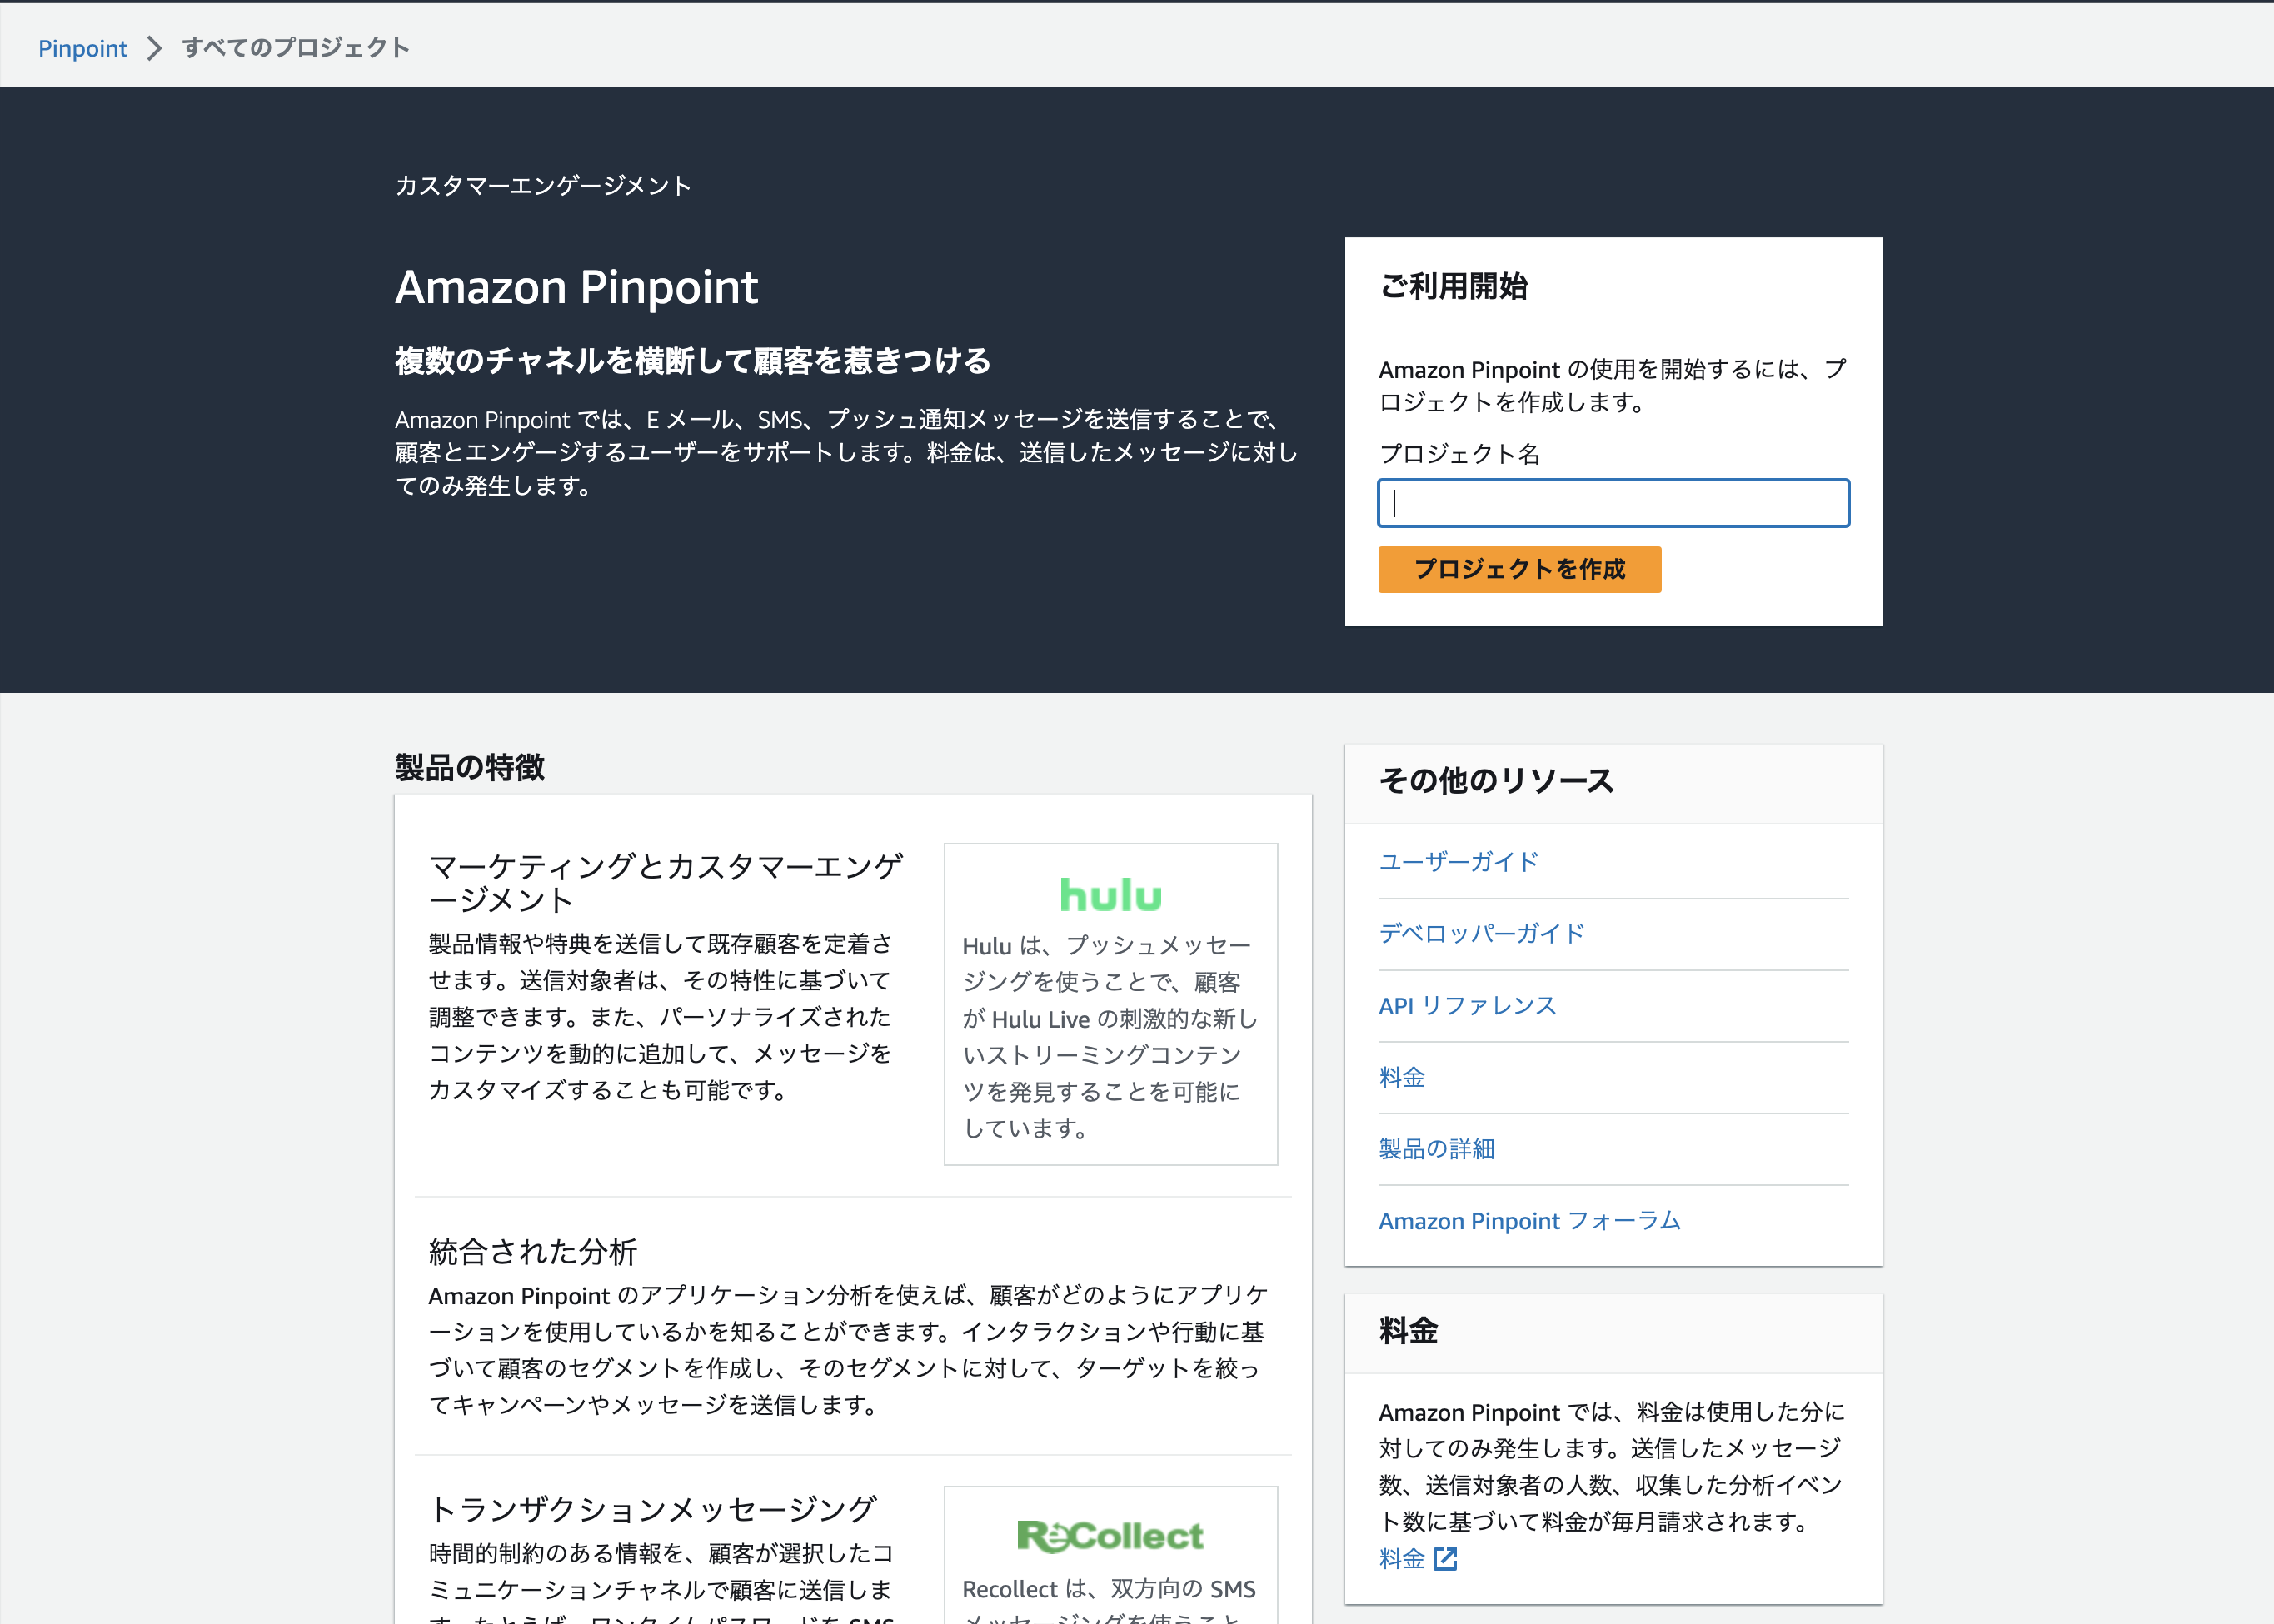 Pinpoint
すべてのプロジェクト
カスタマーエンゲージメント
Amazon Pinpoint
複数のチャネルを横断して顧客を惹きつける
Amazon Pinpoint では、E メール、SMS、プッシュ通知メッセージを送信することで、
顧客とエンゲージするユーザーをサポートします。料金は、送信したメッセージに対し
てのみ発生します。
ご利用開始
Amazon Pinpoint の使用を開始するには、プ
ロジェクトを作成します。
プロジェクト名
プロジェクトを作成
製品の特徴
マーケティングとカスタマーエンゲ
ージメント
製品情報や特典を送信して既存顧客を定着さ
せます。送信対象者は、その特性に基づいて
調整できます。また、パーソナライズされた
コンテンツを動的に追加して、メッセージを
カスタマイズすることも可能です。
hulu
Hulu は、プッシュメッセー
ジングを使うことで、顧客
が Hulu Live の刺激的な新し
いストリーミングコンテン
ツを発見することを可能に
しています。
統合された分析
Amazon Pinpoint のアプリケーション分析を使えば、顧客がどのようにアプリケ
ーションを使用しているかを知ることができます。インタラクションや行動に基
づいて顧客のセグメントを作成し、そのセグメントに対して、ターゲットを絞っ
てキャンペーンやメッセージを送信します。
トランザクションメッセージング
時間的制約のある情報を、顧客が選択したコ
ミュニケーションチャネルで顧客に送信しま
す。たとえば、ワンタイムパスワードを SMS
ReCollect
Recollect は、双方向の SMS
メッセージングを使うこと
その他のリソース
ユーザーガイド
デベロッパーガイド
API リファレンス
料金
製品の詳細
Amazon Pinpoint フォーラム
料金
Amazon Pinpoint では、料金は使用した分に
対してのみ発生します。送信したメッセージ
数、送信対象者の人数、収集した分析イベン
ト数に基づいて料金が毎月請求されます。
料金